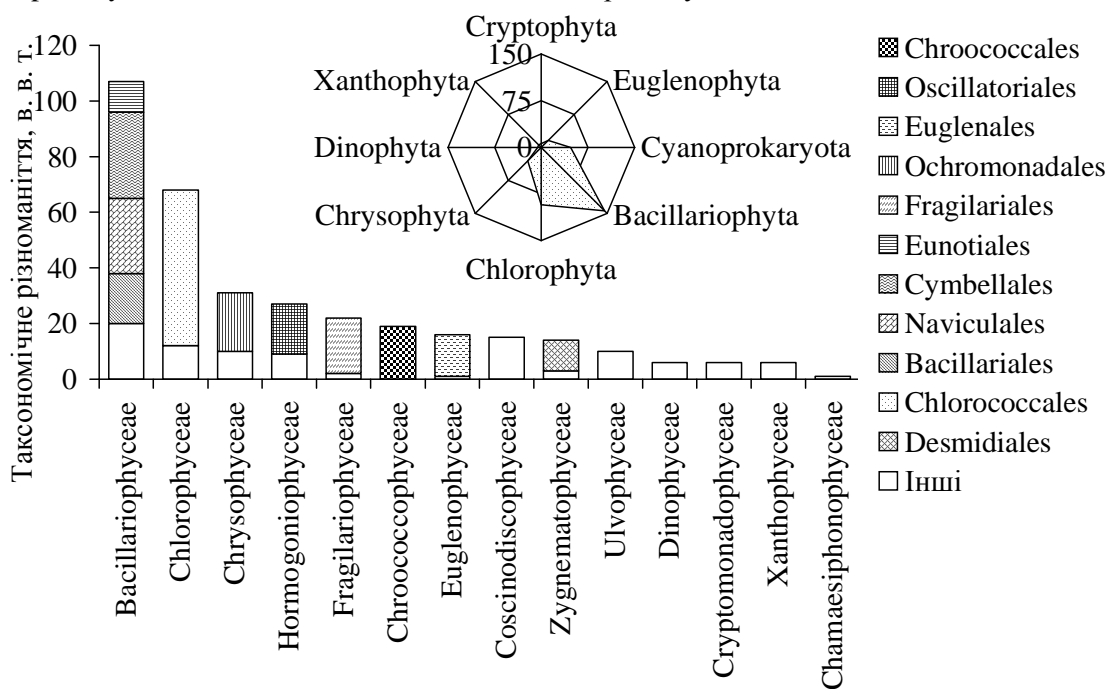 Таксономічне різноманіття, в. в. т.
120
100
80
60
40
20
0
Cryptophyta
150
Xanthophyta
Euglenophyta
75
Dinophyta
0
Cyanoprokaryota
Chrysophyta
Bacillariophyta
Chlorophyta
Chroococcales
Oscillatoriales
Euglenales
Ochromonadales
Fragilariales
Eunotiales
Cymbellales
Naviculales
Bacillariales
Chlorococcales
Desmidiales
Інші
Bacillariophyceae
Chlorophyceae
Chrysophyceae
Hormogoniophyceae
Fragilariophyceae
Chroococcophyceae
Euglenophyceae
Coscinodiscophyceae
Zygnematophyceae
Ulvophyceae
Dinophyceae
Cryptomonadophyceae
Xanthophyceae
Chamaesiphonophyceae